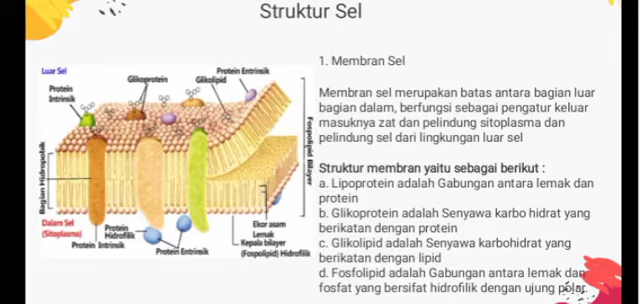 Struktur Sel
1. Membran Sel
Membran sel merupakan batas antara bagian luar
bagian dalam, berfungsi sebagai pengatur keluar
masuknya zat dan pelindung sitoplasma dan
pelindung sel dari lingkungan luar sel
Struktur membran yaitu sebagai berikut :
a. Lipoprotein adalah Gabungan antara lemak dan
protein
b. Glikoprotein adalah Senyawa karbo hidrat yang
berikatan dengan protein
c. Glikolipid adalah Senyawa karbohidrat yang
berikatan dengan lipid
d. Fosfolipid adalah Gabungan antara lemak dan
fosfat yang bersifat hidrofilik dengan ujung polar
Luar Sel
Protein
Intrinsik
Glikoprotein
Glikolipid
Protein Entrinsik
Bagian Hidropobik
Fospolipid Bilayer
Dalam Sel
(Sitoplasma)
Protein
Hidrofilik
Protein Intrinsik
Protein Entrinsik
Ekor asam
Lemak
Kepala bilayer
(Fospolipid) Hidrofilik